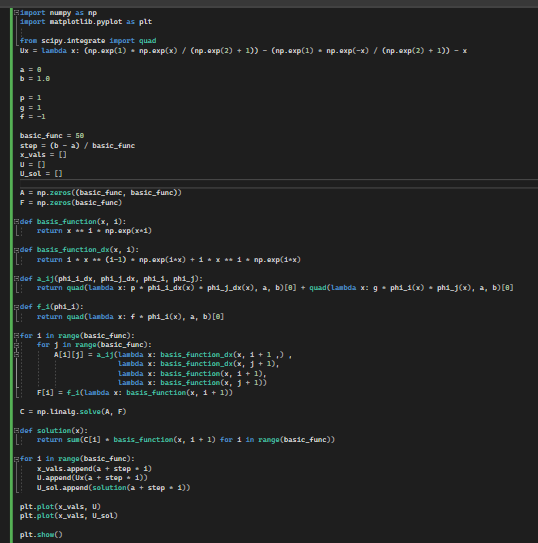 import numpy as np
import matplotlib.pyplot as plt
from scipy.integrate import quad
Ux = lambda x: (np.exp(1) * np.exp(x) / (np.exp(2) + 1)) - (np.exp(1) * np.exp(-x) / (np.exp(2) + 1)) - x
a = 0
b = 1.0
p = 1
g = 1
f = -1
basic_func = 50
step = (b - a) / basic_func
x_vals = []
U = []
U_sol = []
A = np.zeros((basic_func, basic_func))
F = np.zeros(basic_func)
def basis_function(x, i):
return x ** i * np.exp(x*i)
def basis_function_dx(x, i):
return i * x ** (i-1) * np.exp(i*x) + i * x ** i * np.exp(i*x)
def a_ij(phi_i_dx, phi_j_dx, phi_i, phi_j):
return quad(lambda x: p * phi_i_dx(x) * phi_j_dx(x), a, b)[0] + quad(lambda x: g * phi_i(x) * phi_j(x), a, b)[0]
def f_i(phi_i):
return quad(lambda x: f * phi_i(x), a, b)[0]
for i in range(basic_func):
for j in range(basic_func):
A[i][j] = a_ij(lambda x: basis_function_dx(x, i + 1 ,) ,
lambda x: basis_function_dx(x, j + 1),
lambda x: basis_function(x, i + 1),
lambda x: basis_function(x, j + 1))
F[i] = f_i(lambda x: basis_function(x, i + 1))
C = np.linalg.solve(A, F)
def solution(x):
return sum(C[i] * basis_function(x, i + 1) for i in range(basic_func))
for i in range(basic_func):
x_vals.append(a + step * i)
U.append(Ux(a + step * i))
U_sol.append(solution(a + step * i))
plt.plot(x_vals, U)
plt.plot(x_vals, U_sol)
plt.show()